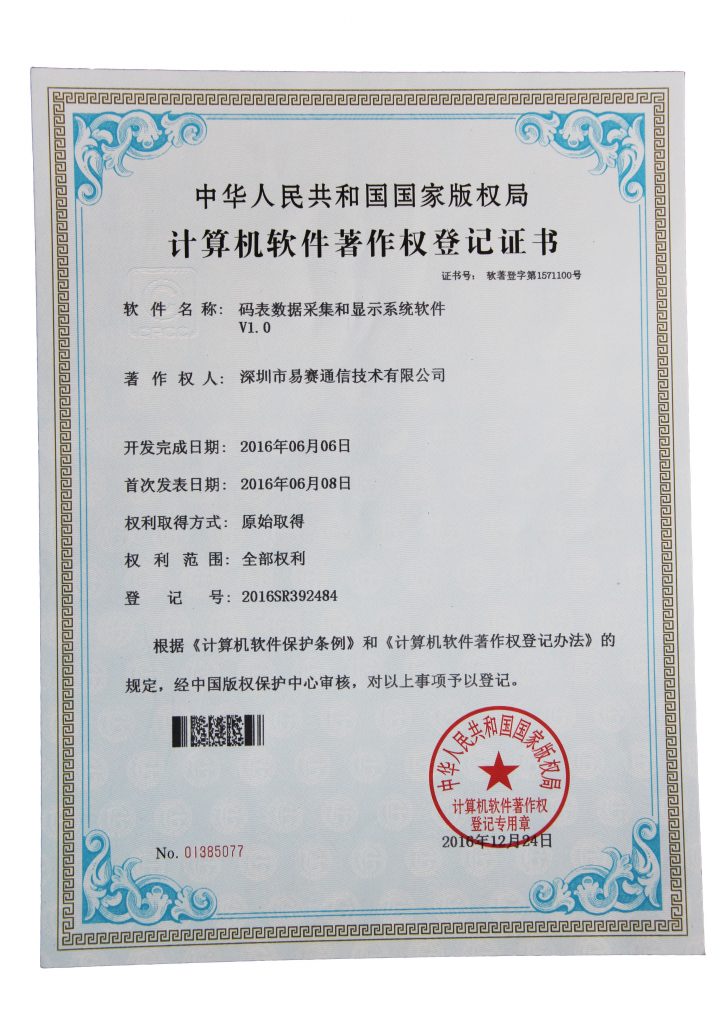 中华人民共和国国家版权局
计算机软件著作权登记证书
证书号： 软著登字第1571100号
软 件 名 称： 码表数据采集和显示系统软件
V1.0
著 作 权 人： 深圳市易赛通信技术有限公司
开发完成日期： 2016年06月06日
首次发表日期： 2016年06月08日
权利取得方式： 原始取得
权 利 范 围： 全部权利
登 记 号： 2016SR392484
根据《计算机软件保护条例》和《计算机软件著作权登记办法》的
规定，经中国版权保护中心审核，对以上事项予以登记。
中华人民共和国国家版权局
计算机软件著作权
登记专用章
2016年12月24日
No. 01385077
CPCC